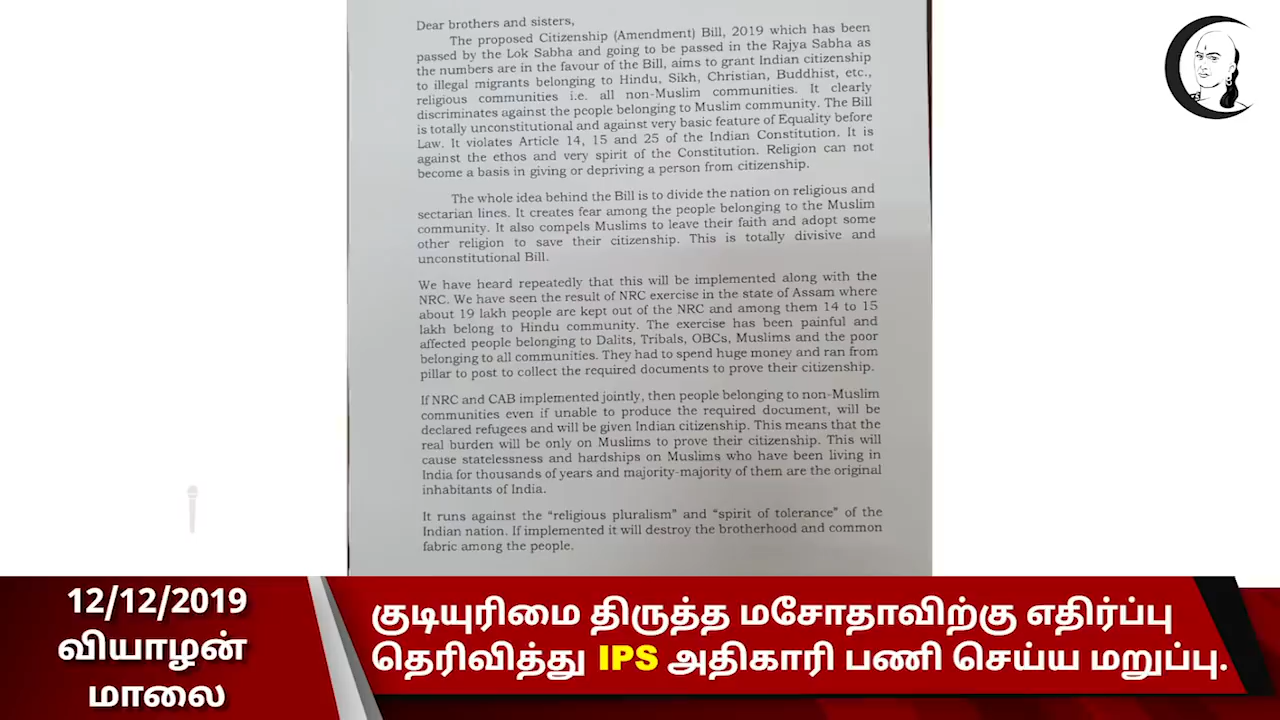 Dear brothers and sisters,
The proposed Citizenship (Amendment) Bill, 2019 which has been
passed by the Lok Sabha and going to be passed in the Rajya Sabha as
the numbers are in the favour of the Bill, aims to grant Indian citizenship
to illegal migrants belonging to Hindu, Sikh, Christian, Buddhist, etc.,
religious communities i.e. all non-Muslim communities. It clearly
discriminates against the people belonging to Muslim community. The Bill
is totally unconstitutional and against very basic feature of Equality before
Law. It violates Article 14, 15 and 25 of the Indian Constitution. It is
against the ethos and very spirit of the Constitution. Religion can not
become a basis in giving or depriving a person from citizenship.
The whole idea behind the Bill is to divide the nation on religious and
sectarian lines. It creates fear among the people belonging to the Muslim
community. It also compels Muslims to leave their faith and adopt some
other religion to save their citizenship. This is totally divisive and
unconstitutional Bill.
We have heard repeatedly that this will be implemented along with the
NRC. We have seen the result of NRC exercise in the state of Assam where
about 19 lakh people are kept out of the NRC and among them 14 to 15
lakh belong to Hindu community. The exercise has been painful and
affected people belonging to Dalits, Tribals, OBCs, Muslims and the poor
belonging to all communities. They had to spend huge money and ran from
pillar to post to collect the required documents to prove their citizenship.
If NRC and CAB implemented jointly, then people belonging to non-Muslim
communities even if unable to produce the required document, will be
declared refugees and will be given Indian citizenship. This means that the
real burden will be only on Muslims to prove their citizenship. This will
cause statelessness and hardships on Muslims who have been living in
India for thousands of years and majority-majority of them are the original
inhabitants of India.
It runs against the “religious pluralism” and “spirit of tolerance” of the
Indian nation. If implemented it will destroy the brotherhood and common
fabric among the people.
12/12/2019
வியாழன்
மாலை
குடியுரிமை திருத்த மசோதாவிற்கு எதிர்ப்பு
தெரிவித்து IPS அதிகாரி பணி செய்ய மறுப்பு.